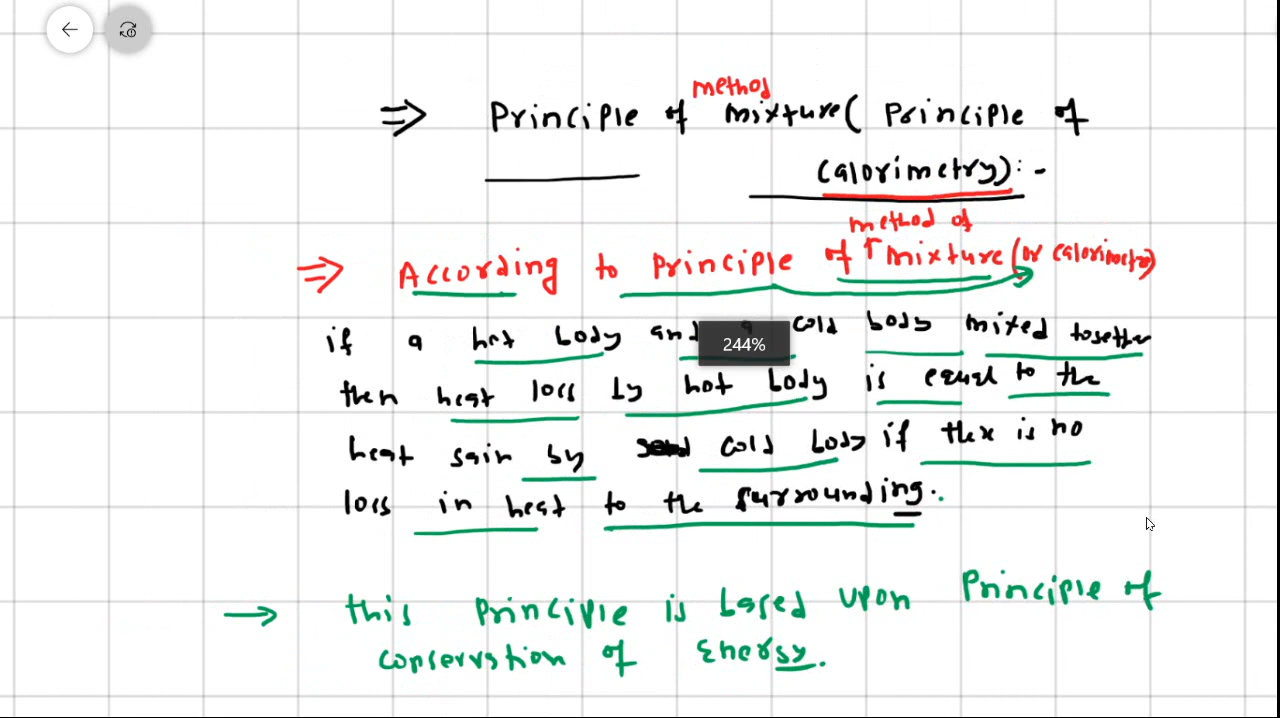 ⇒ Principle of method mixture ( Principle of
Calorimetry): -
⇒ According to Principle of method of mixture (or calorimetry)
if a hot body and a cold body mixed together
then heat loss by hot body is equal to the
heat gain by cold body if there is no
loss in heat to the surrounding.
244%
→ this Principle is based upon Principle of
conservation of Energy.